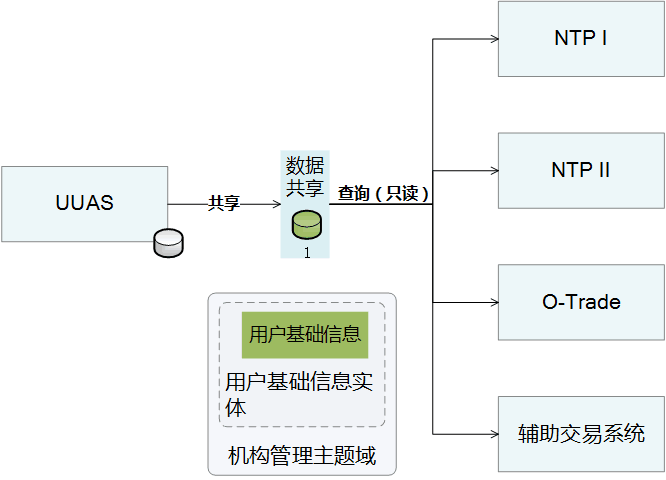 NTP I
NTP II
数据
共享
查询（只读）
UUAS
共享
1
O-Trade
用户基础信息
用户基础信息实
体
机构管理主题域
辅助交易系统